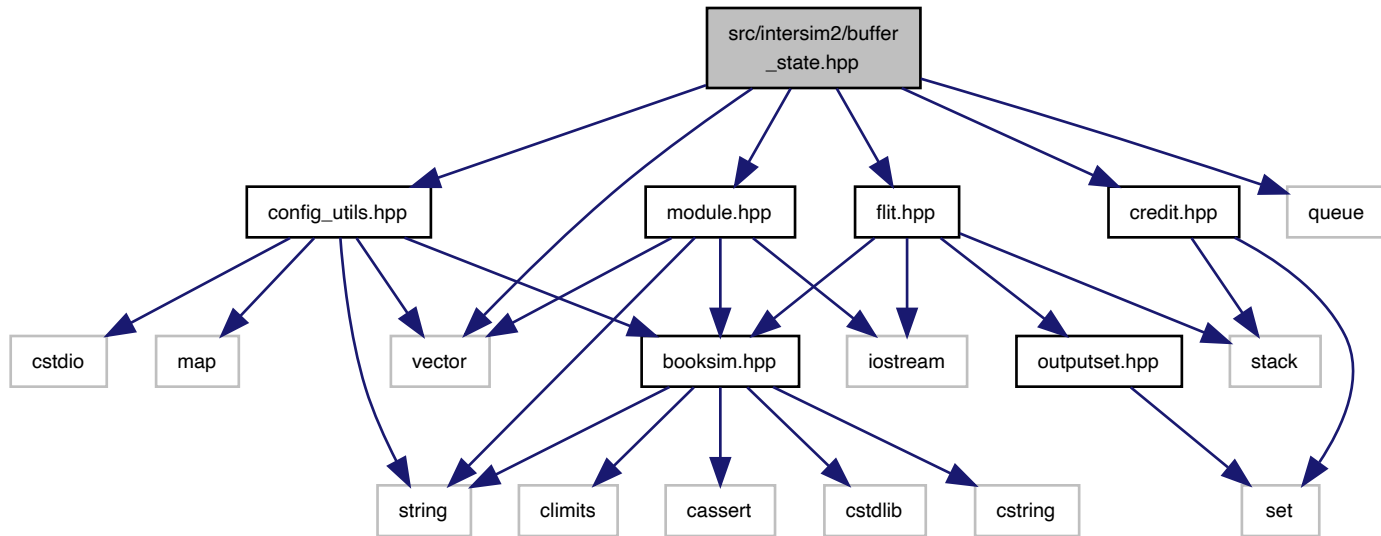 src/intersim2/buffer
_state.hpp
config_utils.hpp
module.hpp
flit.hpp
credit.hpp
queue
cstdio
map
vector
booksim.hpp
iostream
outputset.hpp
stack
string
climits
cassert
cstdlib
cstring
set